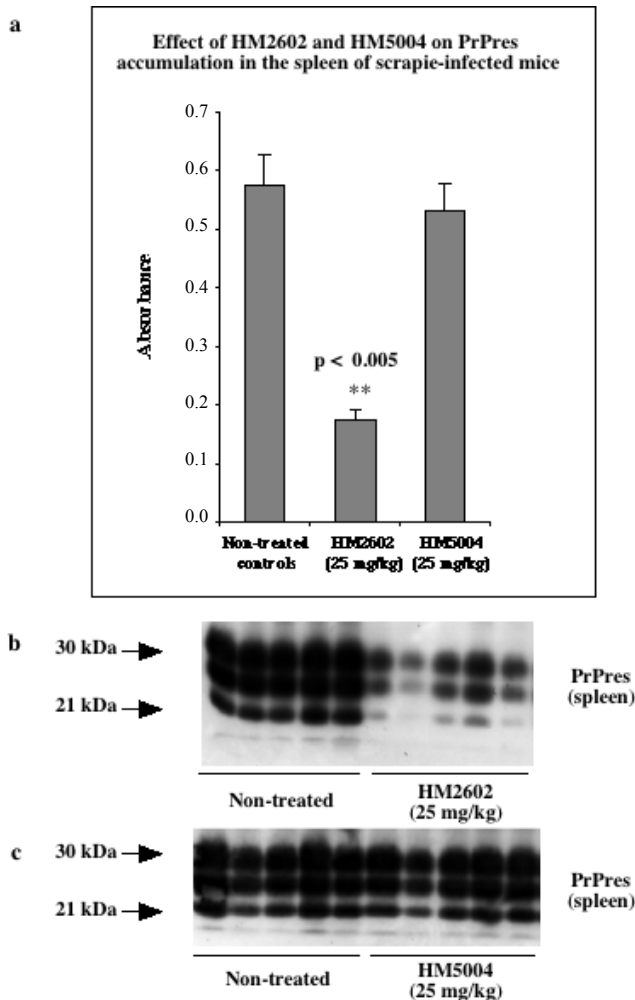 a
Effect of HM2602 and HM5004 on PrPres
accumulation in the spleen of scrapie-infected mice
0.7
0.6
0.5
0.4
0.3
0.2
0.1
0.0
Absorbance
p < 0.005
**
Non-treated
controls
HM2602
(25 mg/kg)
HM5004
(25 mg/kg)
b
30 kDa
21 kDa
PrPres
(spleen)
Non-treated
HM2602
(25 mg/kg)
c
30 kDa
21 kDa
PrPres
(spleen)
Non-treated
HM5004
(25 mg/kg)